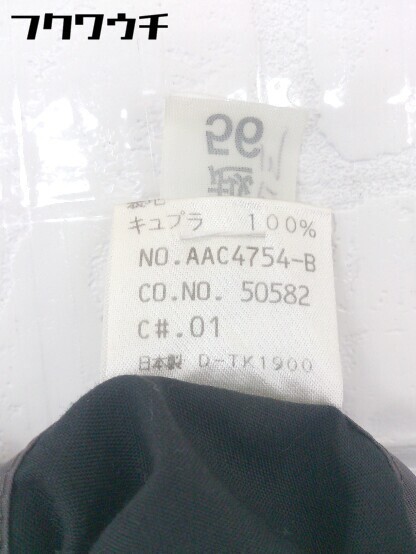 フクワウチ
56
キュプラ 100%
NO.AAC4754-B
CO.NO. 50582
C#.01
日本製 D-TK1900